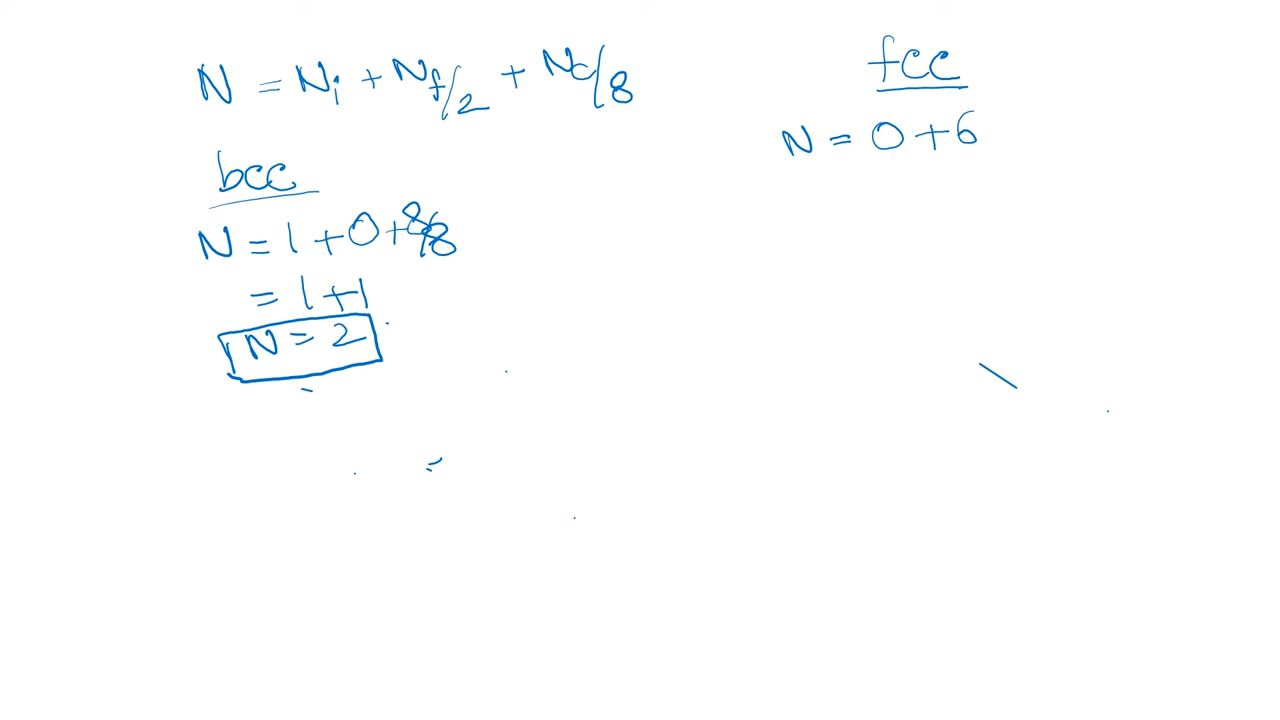 N = Ni + Nf/2 + Nc/8
bcc
N = 1 + 0 + 8/8
= 1 + 1
N = 2
fcc
N = 0 + 6